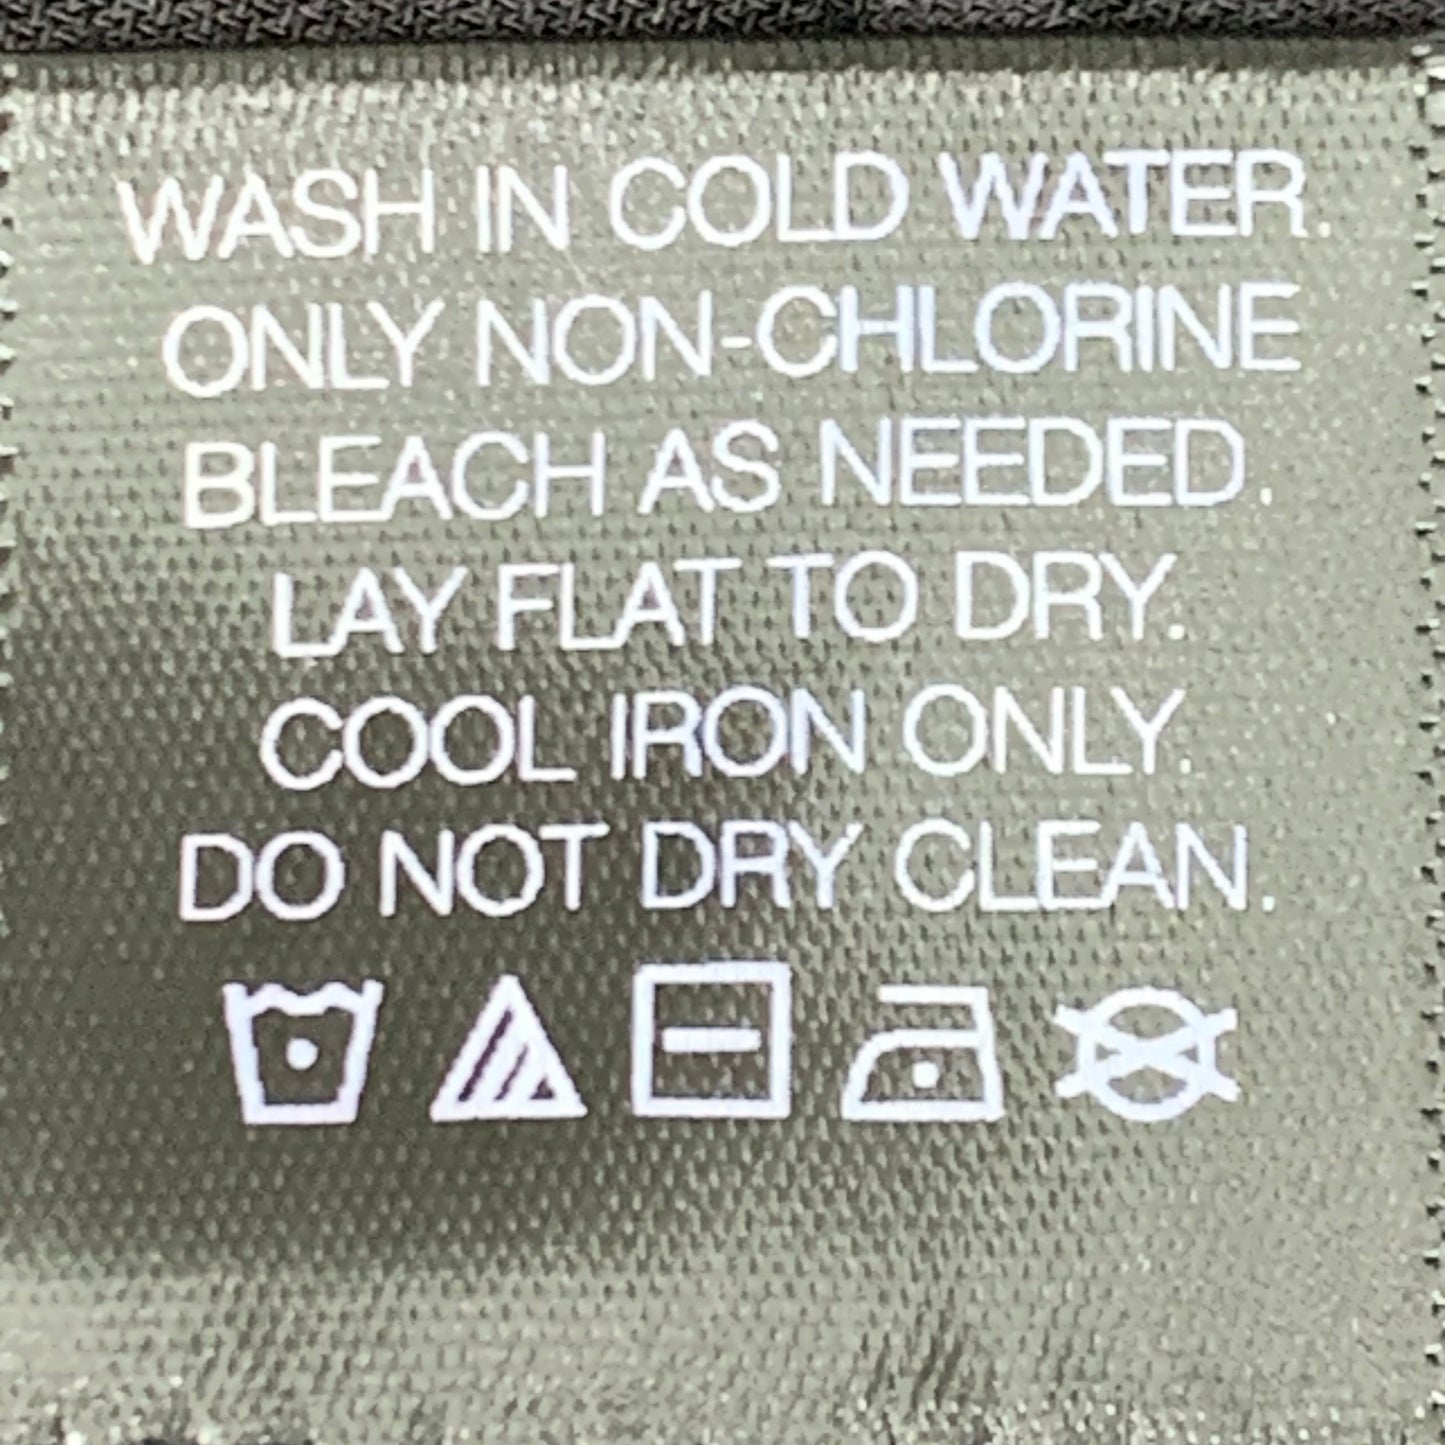 WASH IN COLD WATER.
ONLY NON-CHLORINE
BLEACH AS NEEDED.
LAY FLAT TO DRY.
COOL IRON ONLY.
DO NOT DRY CLEAN.